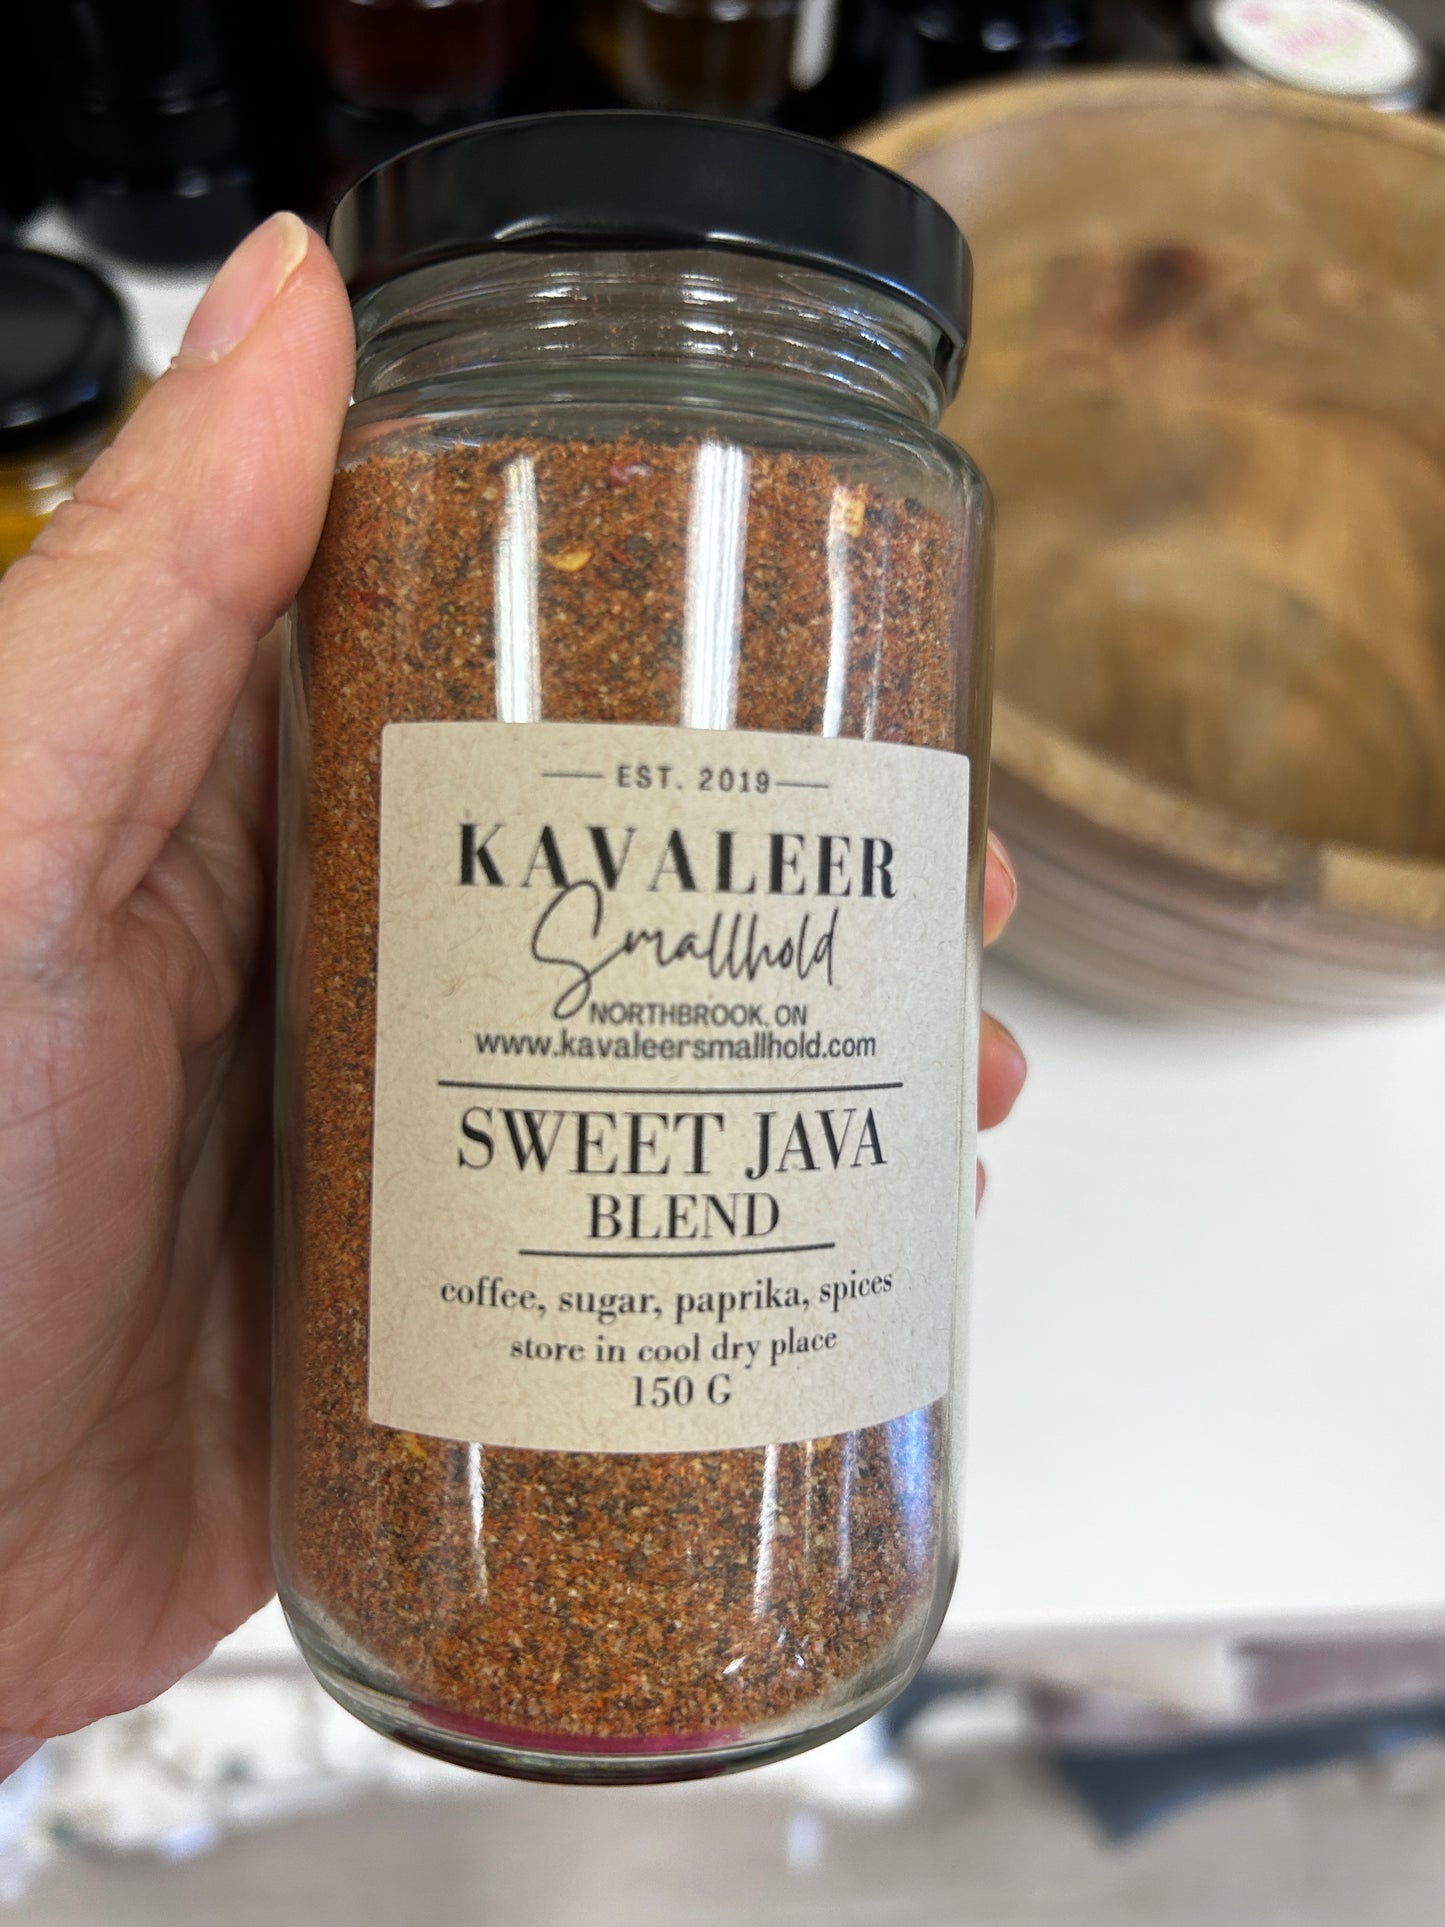 EST. 2019
KAVALEER
Smallhold
NORTHBROOK, ON
www.kavaleersmallhold.com
SWEET JAVA
BLEND
coffee, sugar, paprika, spices
store in cool dry place
150 G